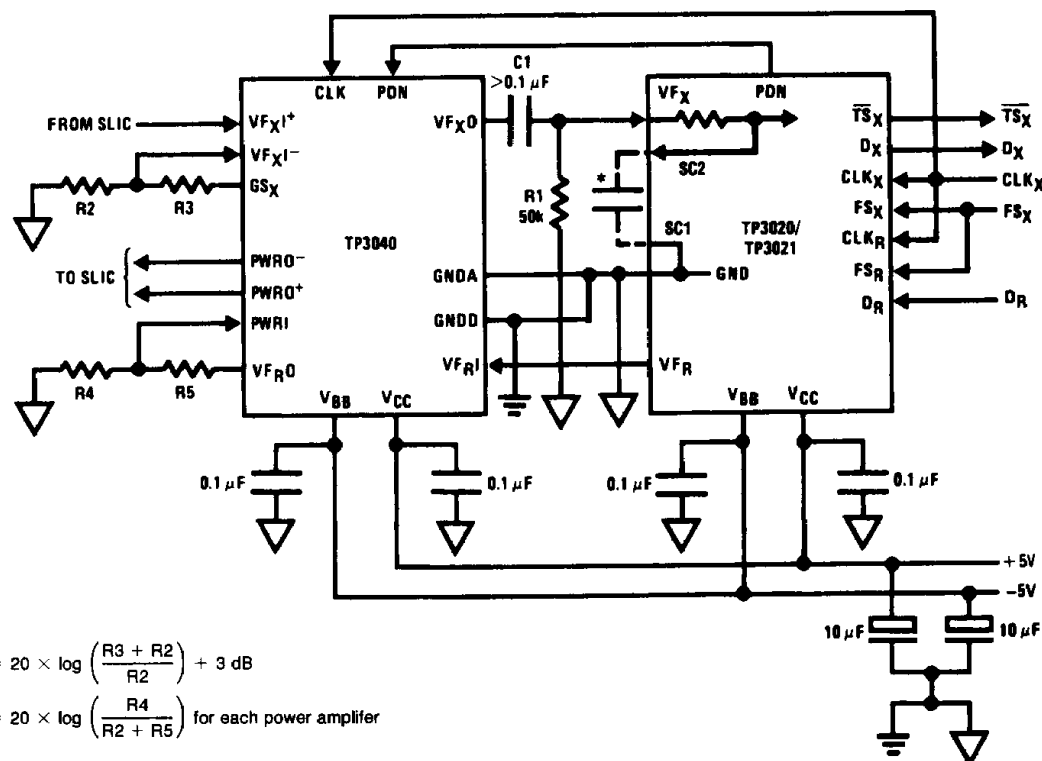 C1
>0.1 µF
CLK PDN
VFX PDN
FROM SLIC
VFXI+
VFXO
TSX TSX
VFXI−
DX DX
GSX
SC2
CLKX CLKX
R2 R3
R1
50k
*
FSX FSX
SC1
TP3040
TP3020/
TP3021
CLKR
TO SLIC
PWRO−
GNDA
GND
FSR
PWRO+
DR DR
PWRI
GNDD
VFRO
VFRI
VFR
R4 R5
VBB VCC
VBB VCC
0.1 µF 0.1 µF 0.1 µF 0.1 µF
+5V
−5V
10 µF 10 µF
= 20 × log (R3 + R2 / R2) + 3 dB
= 20 × log (R4 / R2 + R5) for each power amplifer